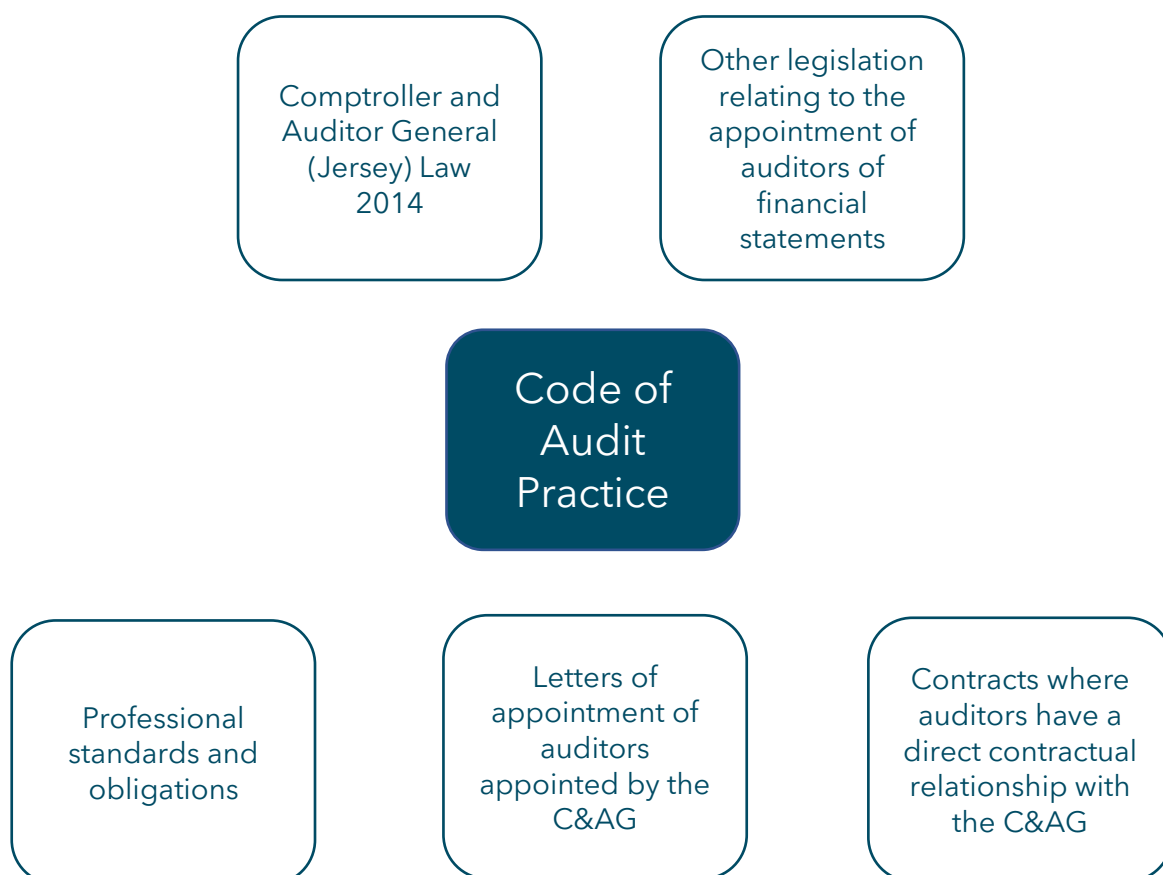 Comptroller and
Auditor General
(Jersey) Law
2014
Other legislation
relating to the
appointment of
auditors of
financial
statements
Code of
Audit
Practice
Professional
standards and
obligations
Letters of
appointment of
auditors
appointed by the
C&AG
Contracts where
auditors have a
direct contractual
relationship with
the C&AG